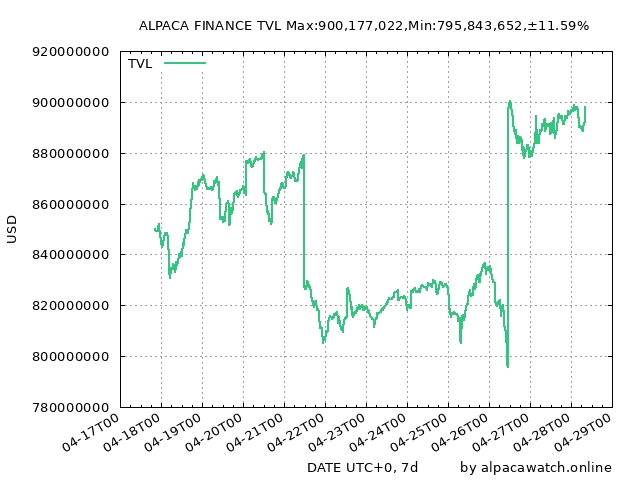 ALPACA FINANCE TVL Max:900,177,022,Min:795,843,652,±11.59%
920000000
TVL
900000000
880000000
860000000
USD
840000000
820000000
800000000
780000000
04-17T00 04-18T00 04-19T00 04-20T00 04-21T00 04-22T00 04-23T00 04-24T00 04-25T00 04-26T00 04-27T00 04-28T00 04-29T00
DATE UTC+0, 7d by alpacawatch.online